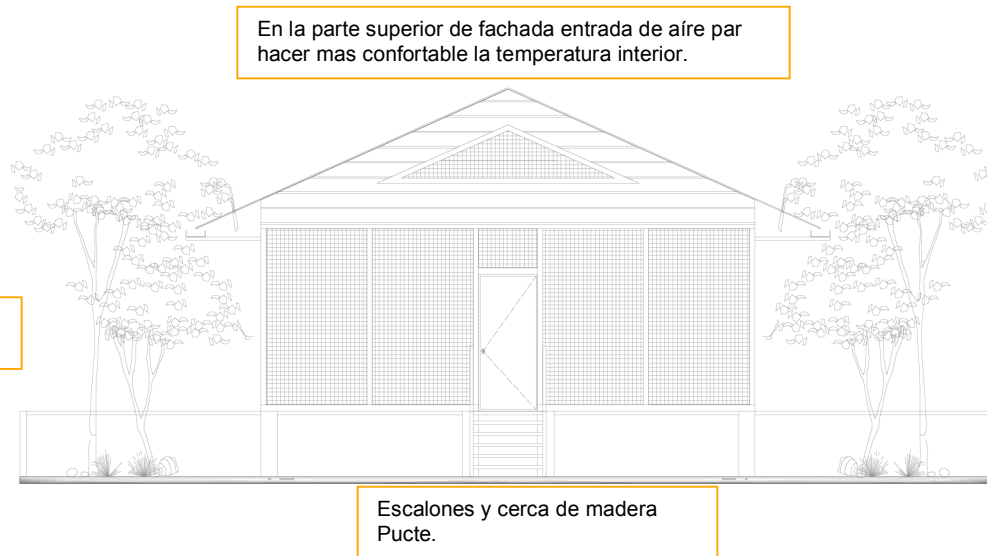 En la parte superior de fachada entrada de aíre par
hacer mas confortable la temperatura interior.
Escalones y cerca de madera
Pucte.